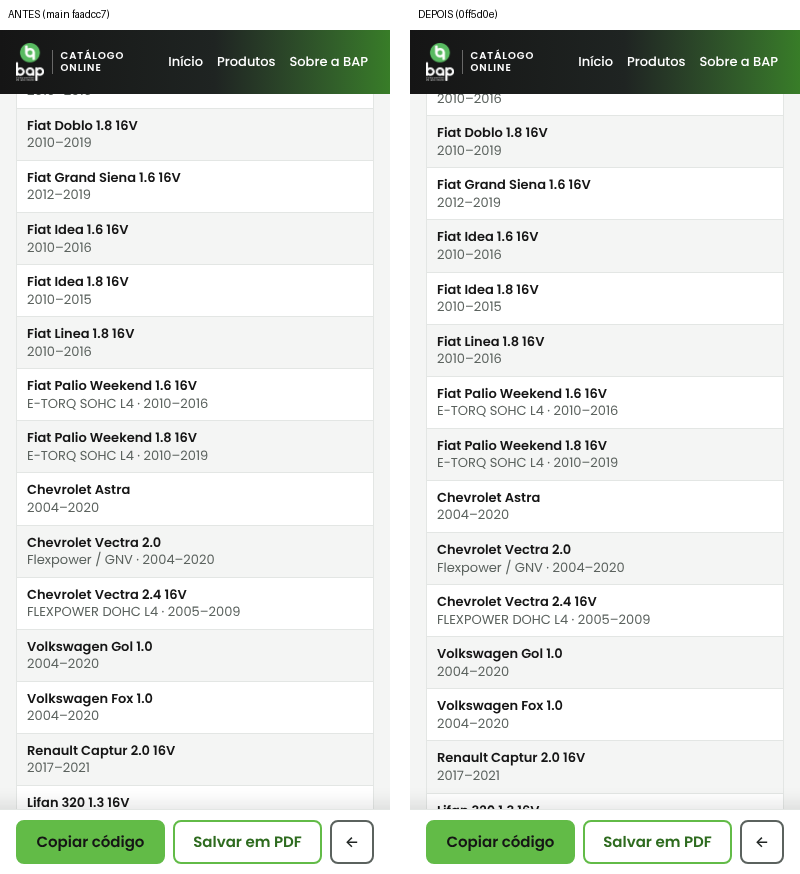 ANTES (main faadcc7)
bap
CATÁLOGO
ONLINE
Início Produtos Sobre a BAP
Fiat Doblo 1.8 16V
2010–2019
Fiat Grand Siena 1.6 16V
2012–2019
Fiat Idea 1.6 16V
2010–2016
Fiat Idea 1.8 16V
2010–2015
Fiat Linea 1.8 16V
2010–2016
Fiat Palio Weekend 1.6 16V
E-TORQ SOHC L4 · 2010–2016
Fiat Palio Weekend 1.8 16V
E-TORQ SOHC L4 · 2010–2019
Chevrolet Astra
2004–2020
Chevrolet Vectra 2.0
Flexpower / GNV · 2004–2020
Chevrolet Vectra 2.4 16V
FLEXPOWER DOHC L4 · 2005–2009
Volkswagen Gol 1.0
2004–2020
Volkswagen Fox 1.0
2004–2020
Renault Captur 2.0 16V
2017–2021
Lifan 320 1.3 16V
Copiar código
Salvar em PDF
←
DEPOIS (0ff5d0e)
bap
CATÁLOGO
ONLINE
Início Produtos Sobre a BAP
2010–2016
Fiat Doblo 1.8 16V
2010–2019
Fiat Grand Siena 1.6 16V
2012–2019
Fiat Idea 1.6 16V
2010–2016
Fiat Idea 1.8 16V
2010–2015
Fiat Linea 1.8 16V
2010–2016
Fiat Palio Weekend 1.6 16V
E-TORQ SOHC L4 · 2010–2016
Fiat Palio Weekend 1.8 16V
E-TORQ SOHC L4 · 2010–2019
Chevrolet Astra
2004–2020
Chevrolet Vectra 2.0
Flexpower / GNV · 2004–2020
Chevrolet Vectra 2.4 16V
FLEXPOWER DOHC L4 · 2005–2009
Volkswagen Gol 1.0
2004–2020
Volkswagen Fox 1.0
2004–2020
Renault Captur 2.0 16V
2017–2021
Copiar código
Salvar em PDF
←